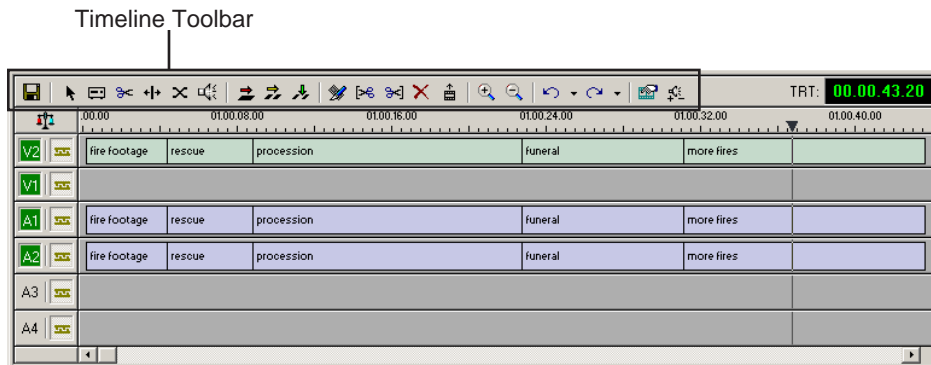 Timeline Toolbar
TRT: 00.00.43.20
.00.00 01.00.08.00 01.00.16.00 01.00.24.00 01.00.32.00 01.00.40.00
V2 fire footage rescue procession funeral more fires
V1
A1 fire footage rescue procession funeral more fires
A2 fire footage rescue procession funeral more fires
A3
A4